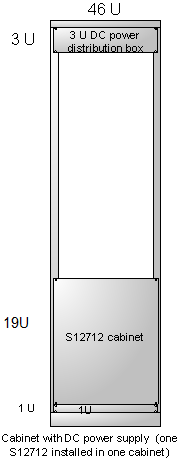 46 U
3 U
3 U DC power
distribution box
19U
S12712 cabinet
1 U
1U
Cabinet with DC power supply (one
S12712 installed in one cabinet)